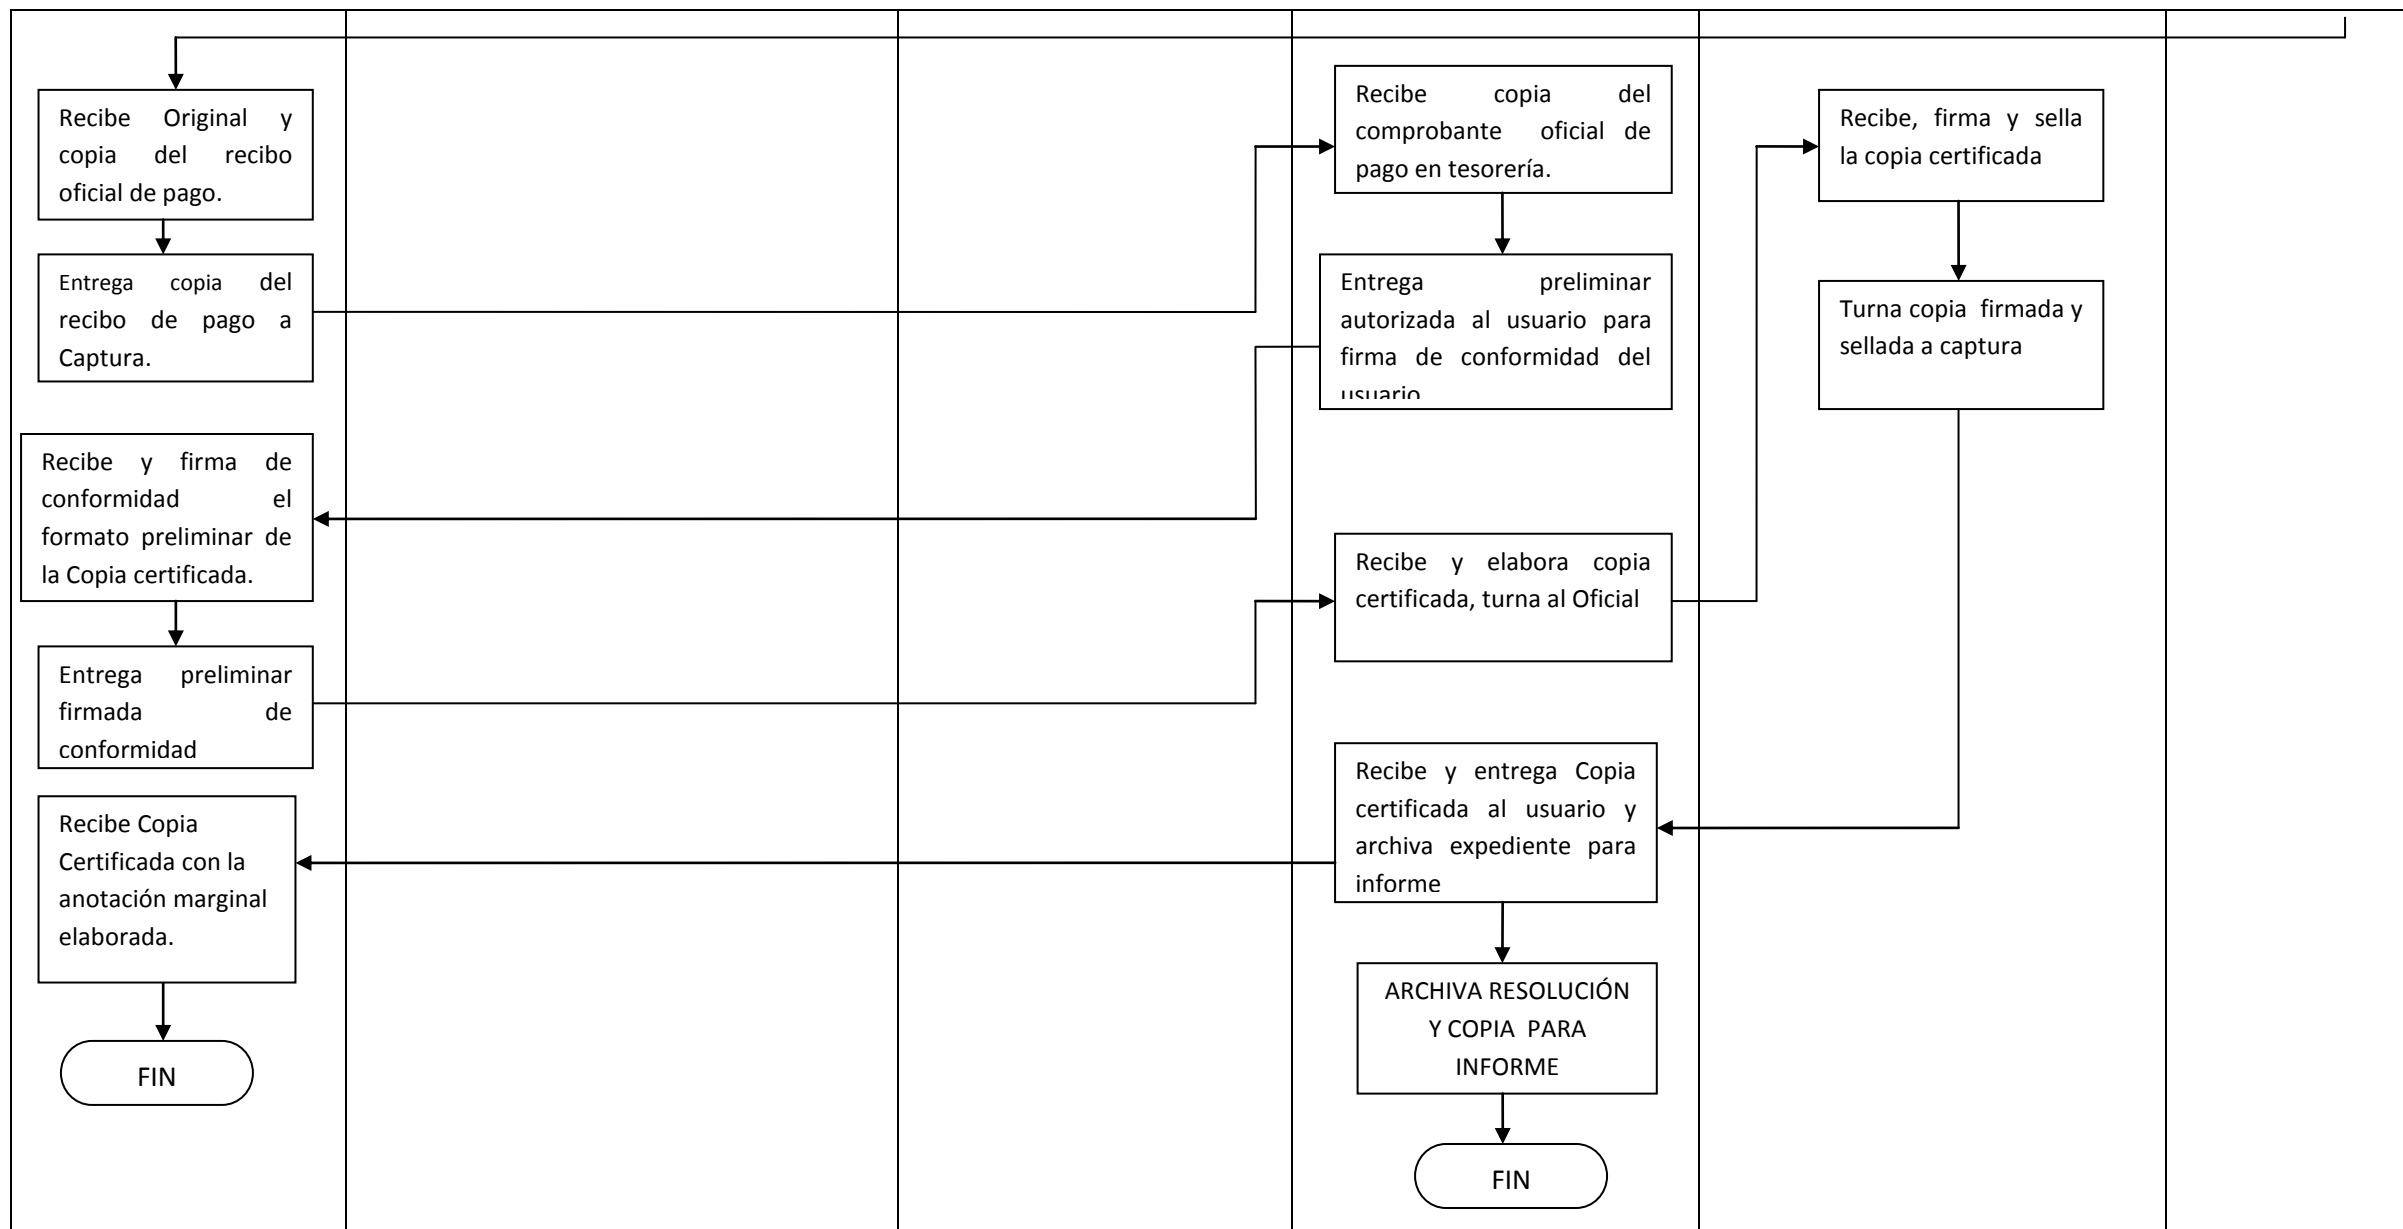 Recibe Original y
copia del recibo
oficial de pago.
Entrega copia del
recibo de pago a
Captura.
Recibe y firma de
conformidad el
formato preliminar de
la Copia certificada.
Entrega preliminar
firmada de
conformidad
Recibe Copia
Certificada con la
anotación marginal
elaborada.
FIN
Recibe copia del
comprobante oficial de
pago en tesorería.
Entrega preliminar
autorizada al usuario para
firma de conformidad del
usuario
Recibe y elabora copia
certificada, turna al Oficial
Recibe y entrega Copia
certificada al usuario y
archiva expediente para
informe
ARCHIVA RESOLUCIÓN
Y COPIA PARA
INFORME
FIN
Recibe, firma y sella
la copia certificada
Turna copia firmada y
sellada a captura